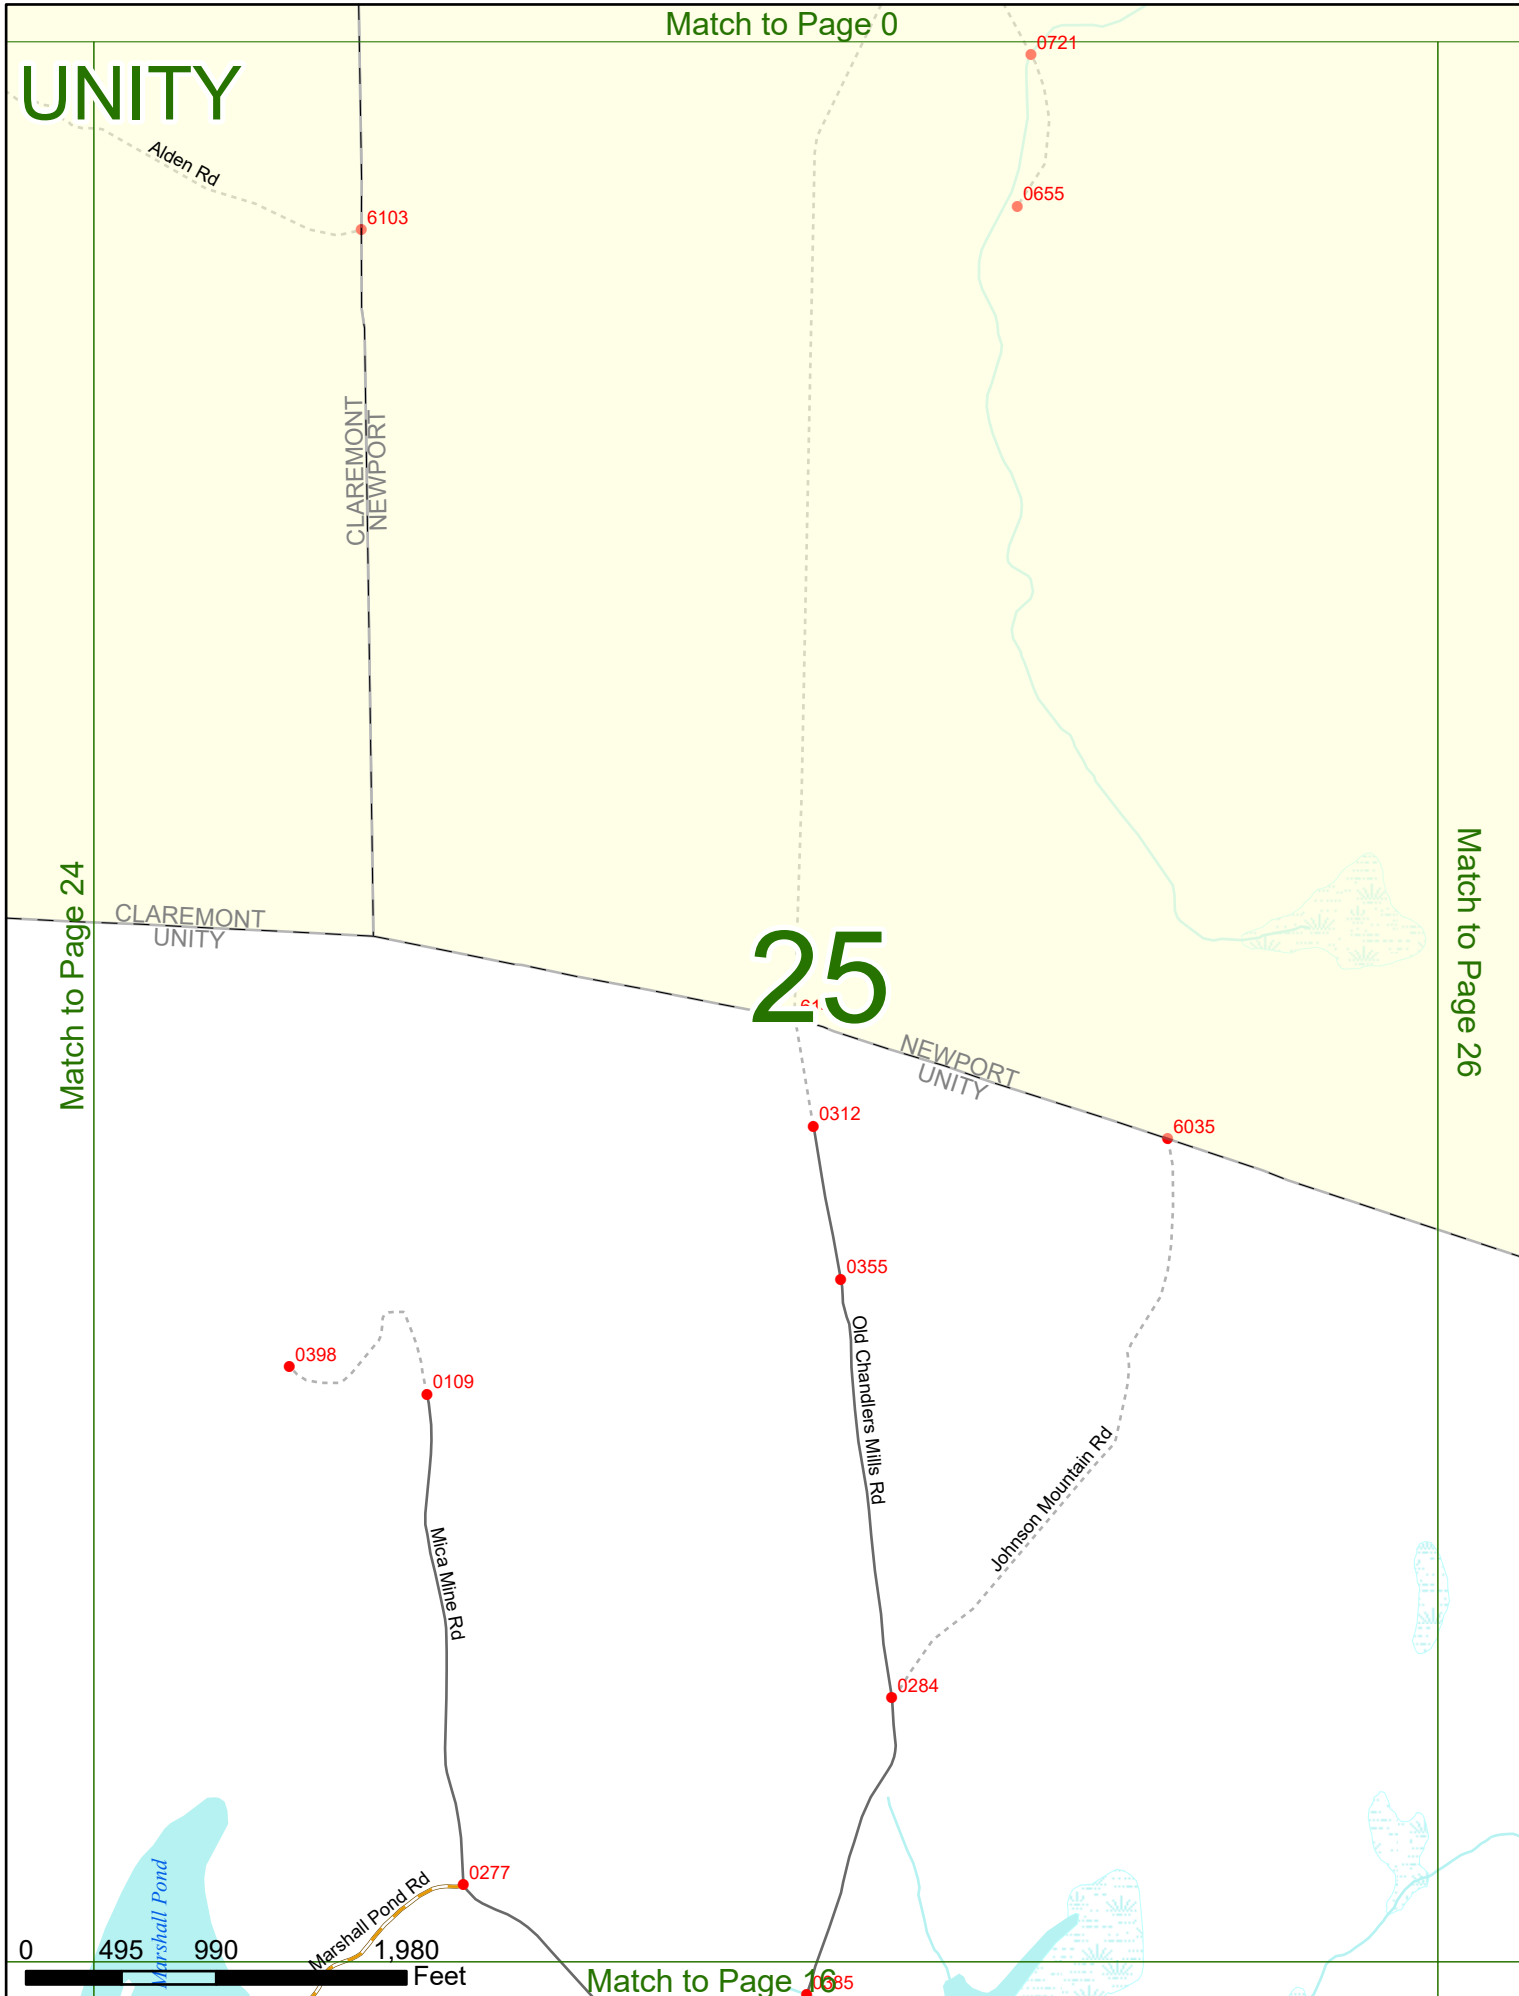 Match to Page 0
0721
UNITY
Alden Rd
0655
6103
CLAREMONT
NEWPORT
Match to Page 24
Match to Page 26
CLAREMONT
UNITY
25
NEWPORT
UNITY
0312
6035
0355
Old Chandlers Mills Rd
0398
0109
Johnson Mountain Rd
Mica Mine Rd
0284
0277
Marshall Pond Rd
Marshall Pond
0 495 990 1,980
Feet
Match to Page 16
0385